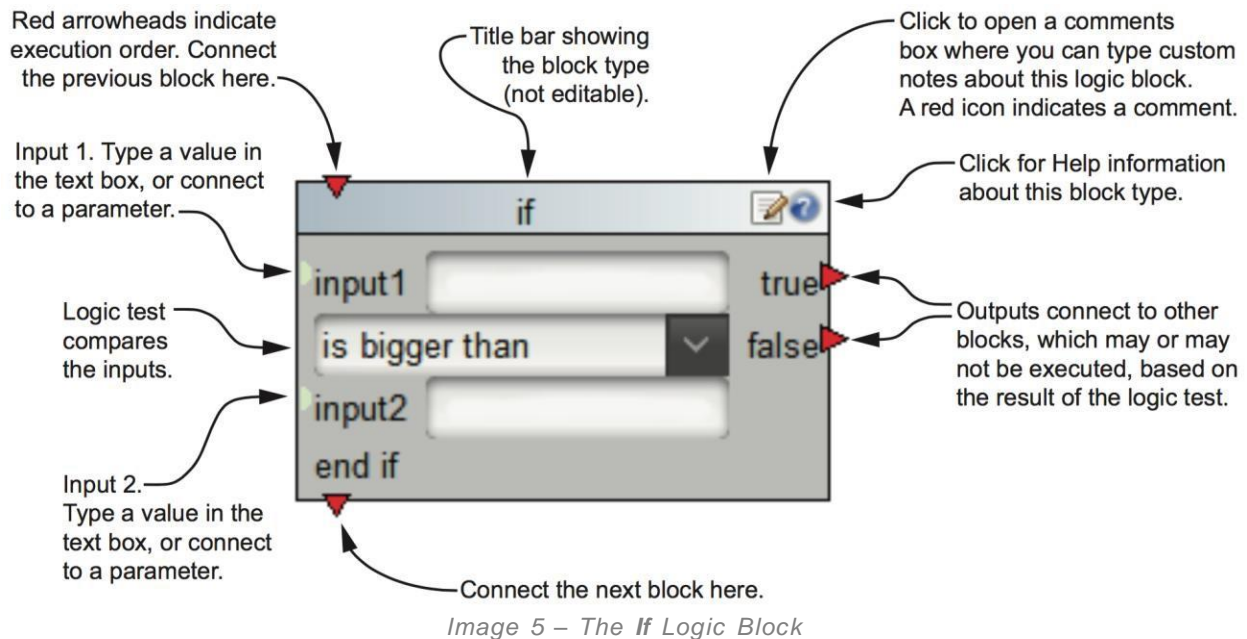 Red arrowheads indicate
execution order. Connect
the previous block here.
Title bar showing
the block type
(not editable).
Click to open a comments
box where you can type custom
notes about this logic block.
A red icon indicates a comment.
Input 1. Type a value in
the text box, or connect
to a parameter.
Click for Help information
about this block type.
if
?
input1
true
Logic test
compares
the inputs.
is bigger than
false
Outputs connect to other
blocks, which may or may
not be executed, based on
the result of the logic test.
input2
end if
Input 2.
Type a value in the
text box, or connect
to a parameter.
Connect the next block here.
Image 5 – The If Logic Block